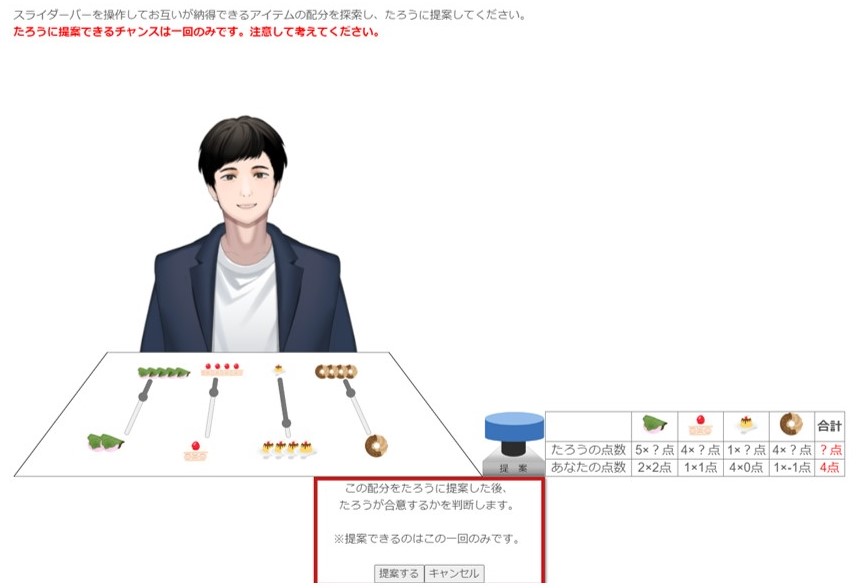 スライダーバーを操作してお互いが納得できるアイテムの配分を探索し、たろうに提案してください。
たろうに提案できるチャンスは一回のみです。注意して考えてください。
提 案
合計
たろうの点数 5×？点 4×？点 1×？点 4×？点 ？点
あなたの点数 2×2点 1×1点 4×0点 1×-1点 4点
この配分をたろうに提案した後、
たろうが合意するかを判断します。
※提案できるのはこの一回のみです。
提案する キャンセル